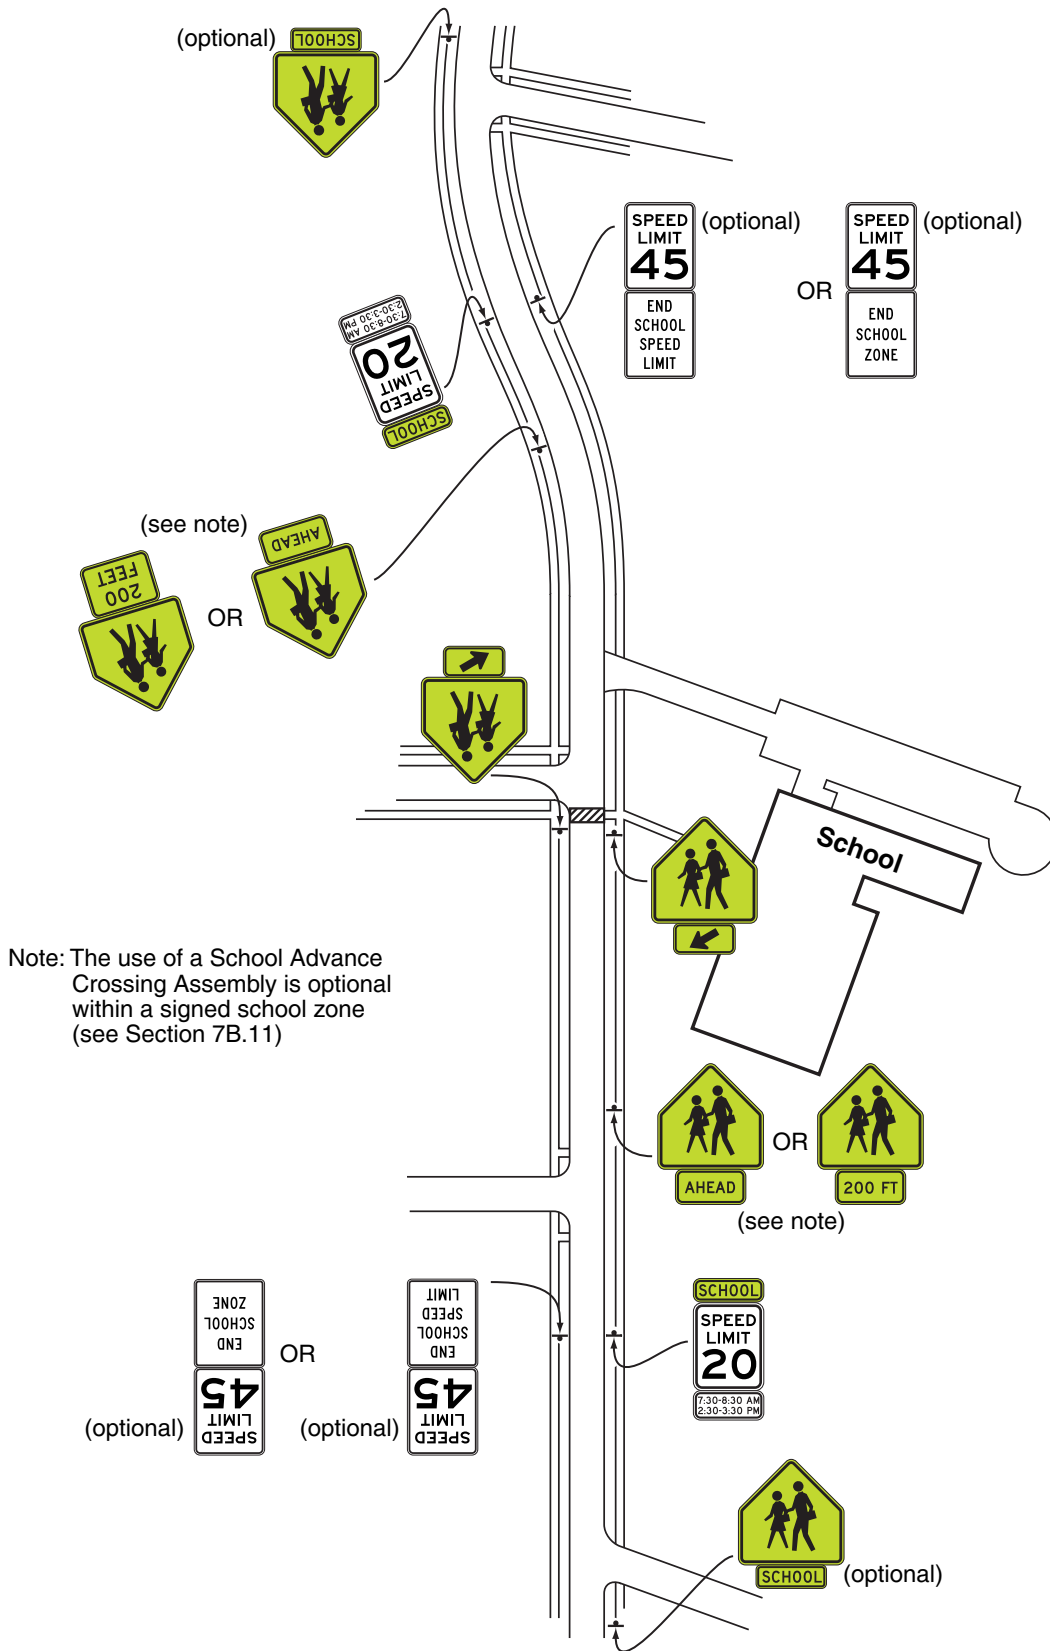 (optional)
SCHOOL
SPEED
LIMIT
45
(optional)
END
SCHOOL
SPEED
LIMIT
OR
SPEED
LIMIT
45
(optional)
END
SCHOOL
ZONE
SCHOOL
SPEED
LIMIT
20
7:30-8:30 AM
2:30-3:30 PM
(see note)
200
FEET
OR
AHEAD
School
Note: The use of a School Advance
Crossing Assembly is optional
within a signed school zone
(see Section 7B.11)
AHEAD
OR
200 FT
(see note)
SPEED
LIMIT
45
END
SCHOOL
ZONE
(optional)
OR
SPEED
LIMIT
45
END
SCHOOL
SPEED
LIMIT
(optional)
SCHOOL
SPEED
LIMIT
20
7:30-8:30 AM
2:30-3:30 PM
SCHOOL
(optional)